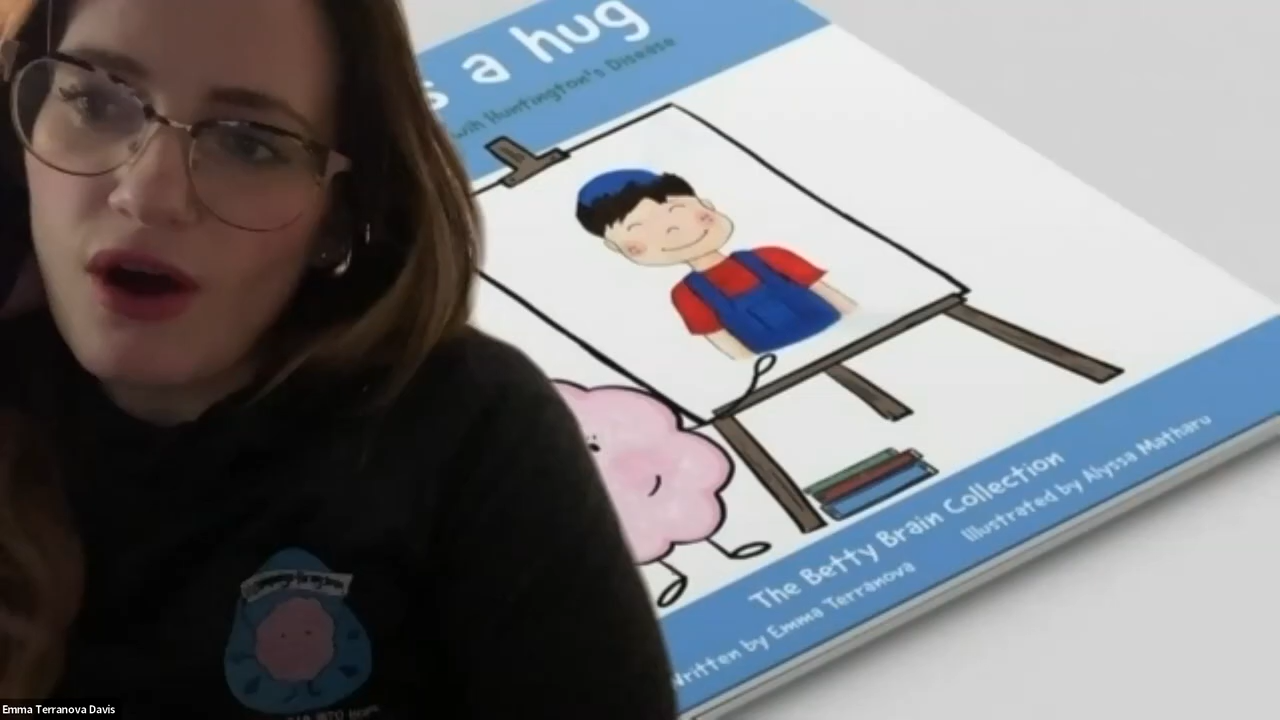 s a hug
with Huntington's Disease
The Betty Brain Collection
Written by Emma Terranova
Illustrated by Alyssa Matharu
Emma Terranova Davis